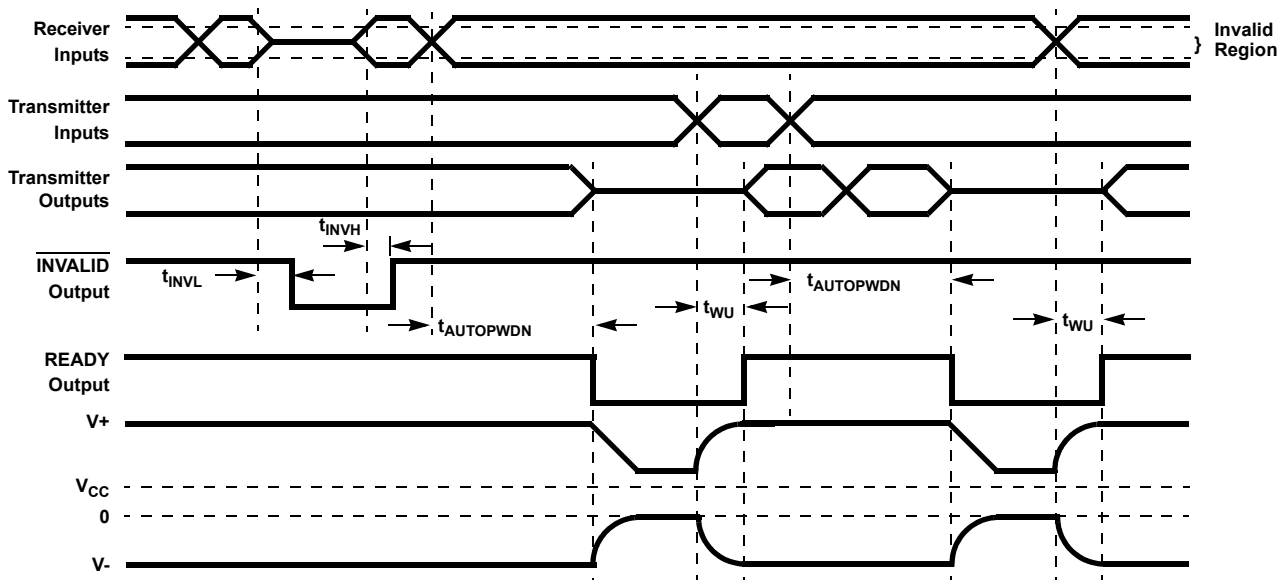 Receiver
Inputs
} Invalid
Region
Transmitter
Inputs
Transmitter
Outputs
tINVH
INVALID
Output
tINVL
tAUTOPWDN
tWU
tAUTOPWDN
tWU
READY
Output
V+
VCC
0
V-